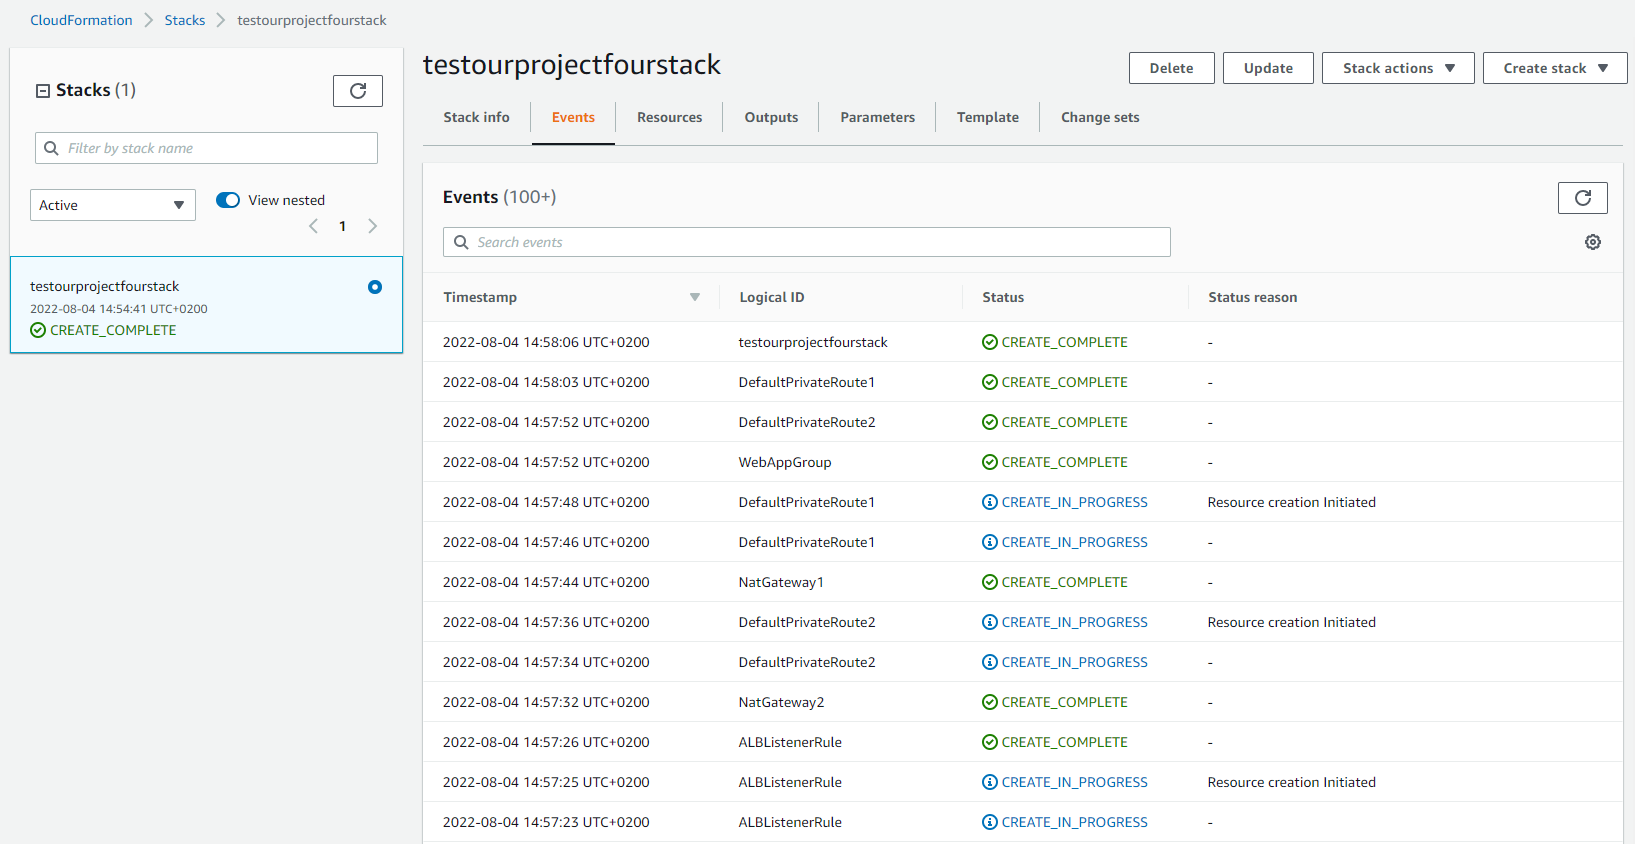 CloudFormation > Stacks > testourprojectfourstack
Stacks (1)
Filter by stack name
Active
View nested
1
testourprojectfourstack
2022-08-04 14:54:41 UTC+0200
CREATE_COMPLETE
testourprojectfourstack
Delete Update Stack actions Create stack
Stack info Events Resources Outputs Parameters Template Change sets
Events (100+)
Search events
Timestamp Logical ID Status Status reason
2022-08-04 14:58:06 UTC+0200 testourprojectfourstack CREATE_COMPLETE -
2022-08-04 14:58:03 UTC+0200 DefaultPrivateRoute1 CREATE_COMPLETE -
2022-08-04 14:57:52 UTC+0200 DefaultPrivateRoute2 CREATE_COMPLETE -
2022-08-04 14:57:52 UTC+0200 WebAppGroup CREATE_COMPLETE -
2022-08-04 14:57:48 UTC+0200 DefaultPrivateRoute1 CREATE_IN_PROGRESS Resource creation Initiated
2022-08-04 14:57:46 UTC+0200 DefaultPrivateRoute1 CREATE_IN_PROGRESS -
2022-08-04 14:57:44 UTC+0200 NatGateway1 CREATE_COMPLETE -
2022-08-04 14:57:36 UTC+0200 DefaultPrivateRoute2 CREATE_IN_PROGRESS Resource creation Initiated
2022-08-04 14:57:34 UTC+0200 DefaultPrivateRoute2 CREATE_IN_PROGRESS -
2022-08-04 14:57:32 UTC+0200 NatGateway2 CREATE_COMPLETE -
2022-08-04 14:57:26 UTC+0200 ALBListenerRule CREATE_COMPLETE -
2022-08-04 14:57:25 UTC+0200 ALBListenerRule CREATE_IN_PROGRESS Resource creation Initiated
2022-08-04 14:57:23 UTC+0200 ALBListenerRule CREATE_IN_PROGRESS -